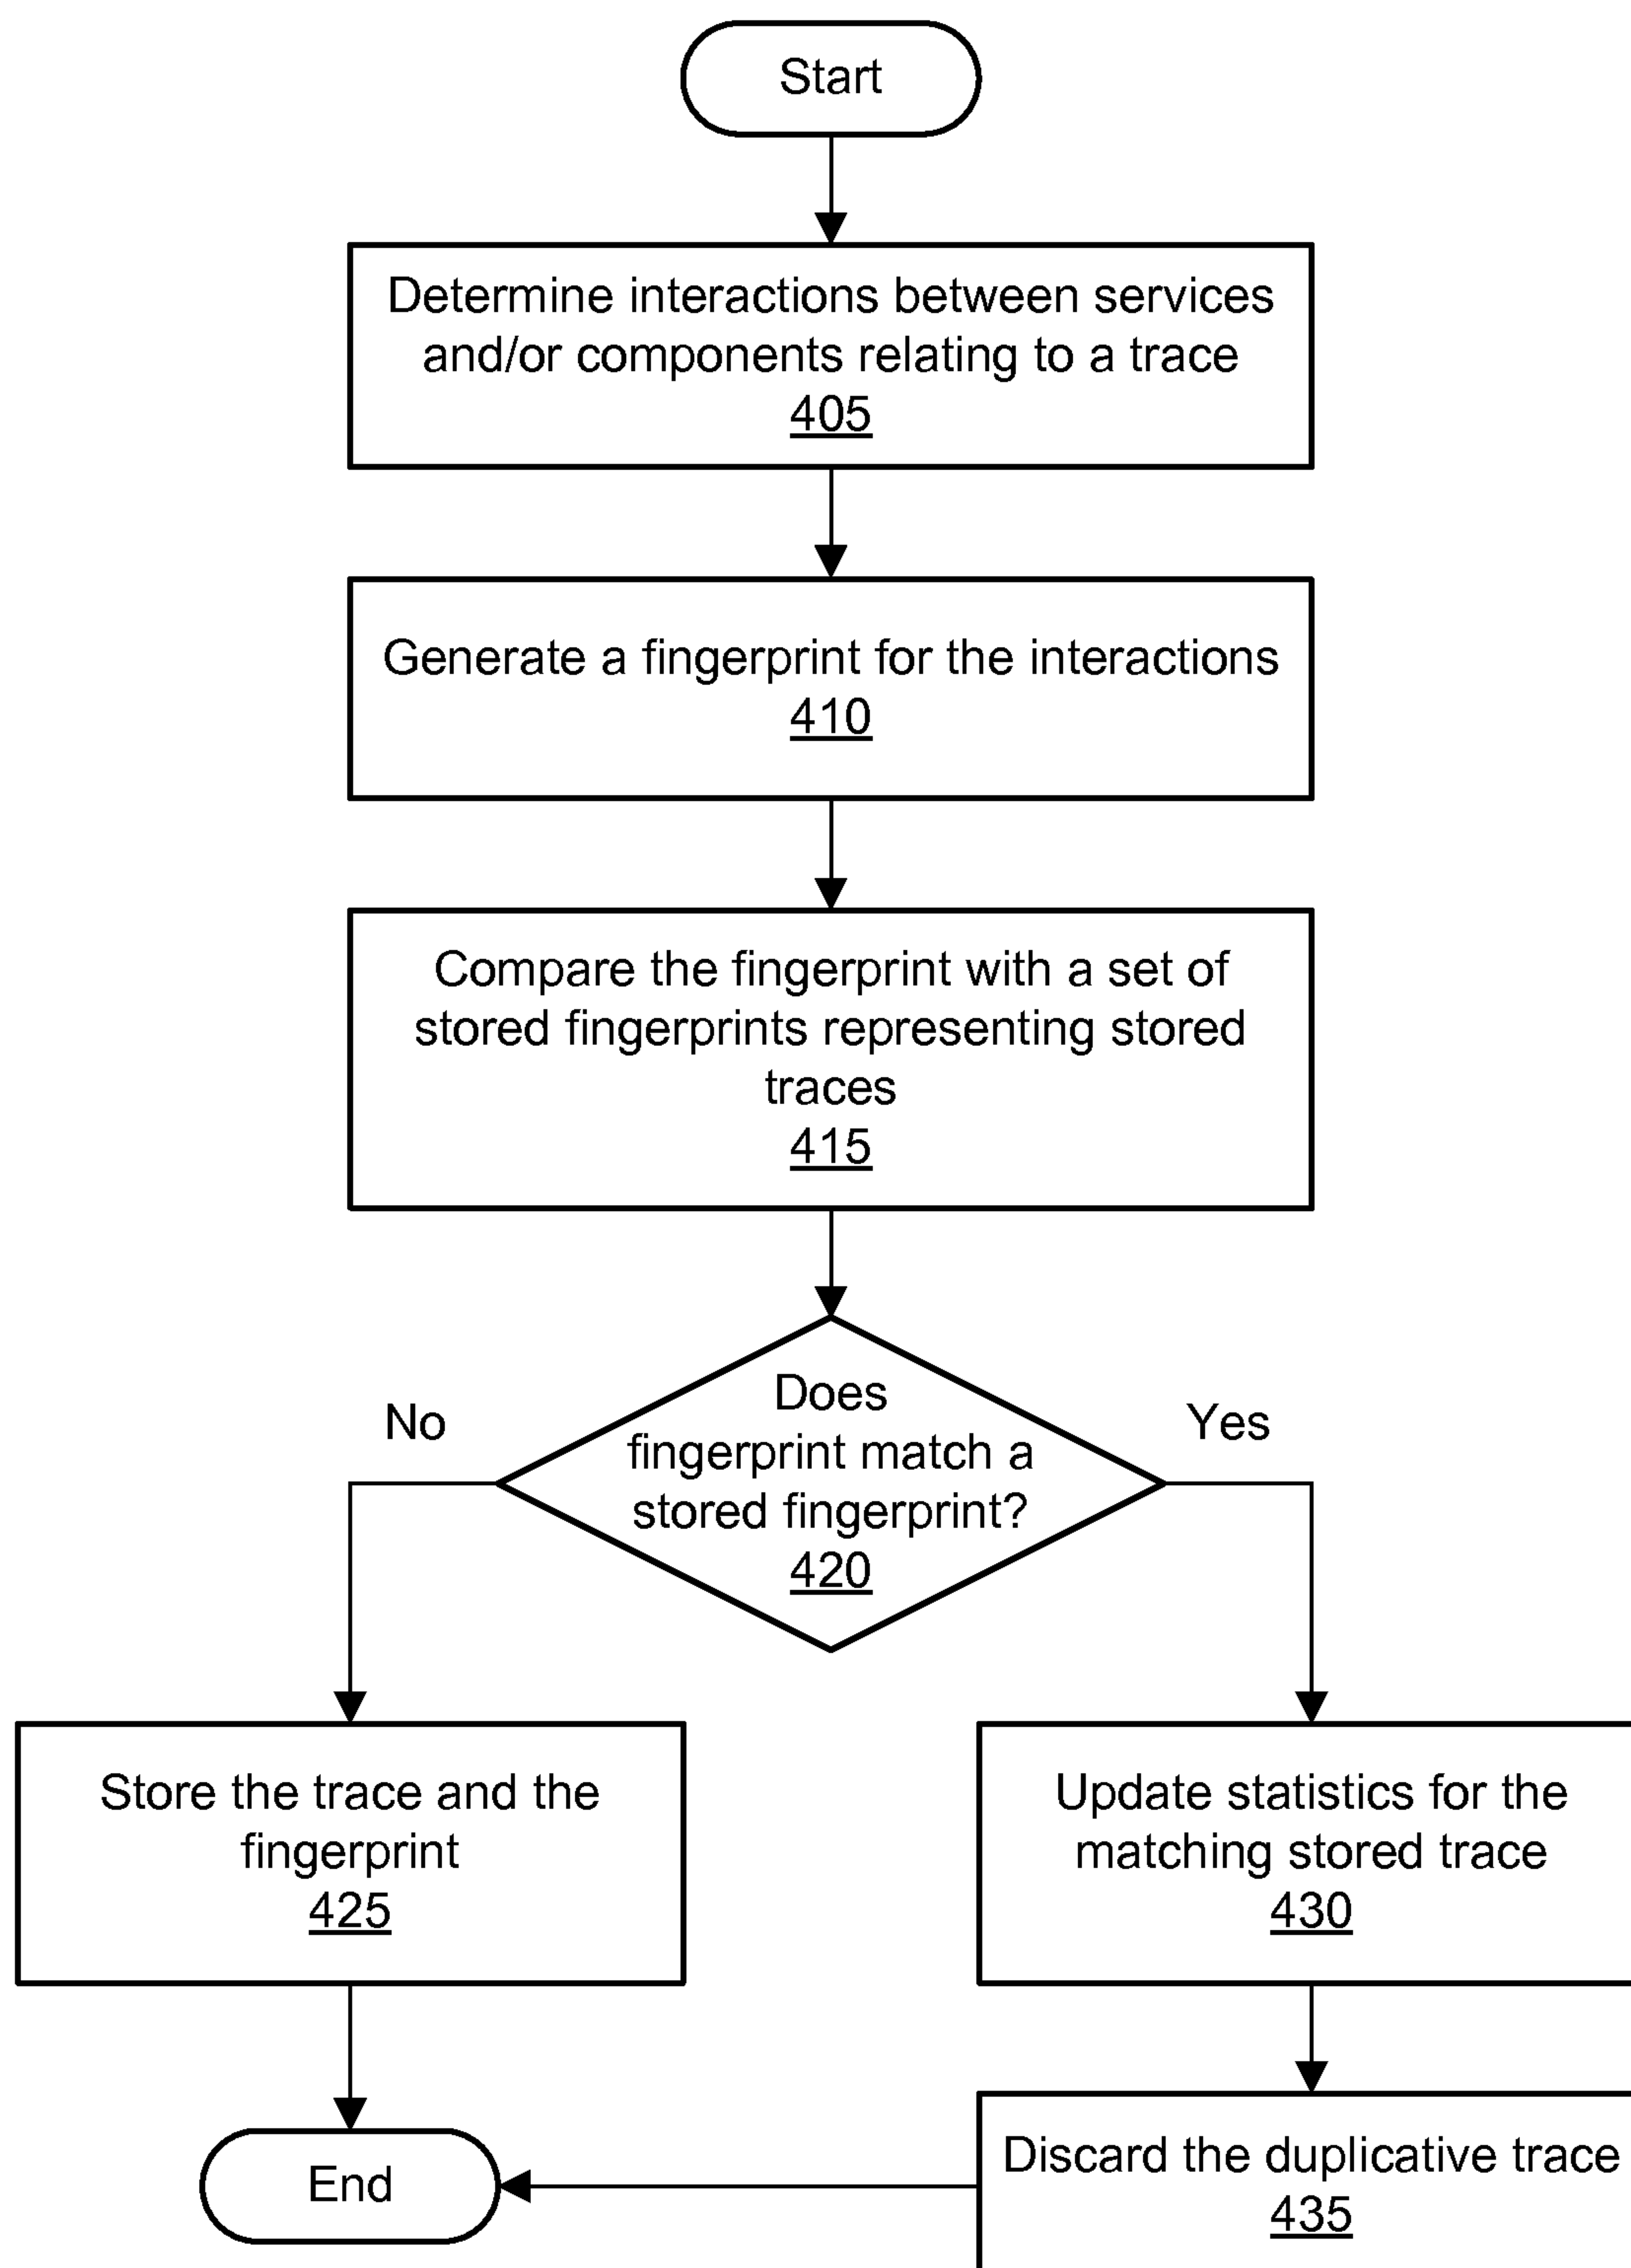 Start
Determine interactions between services
and/or components relating to a trace
405
Generate a fingerprint for the interactions
410
Compare the fingerprint with a set of
stored fingerprints representing stored
traces
415
Does
fingerprint match a
stored fingerprint?
420
No
Yes
Store the trace and the
fingerprint
425
Update statistics for the
matching stored trace
430
Discard the duplicative trace
435
End